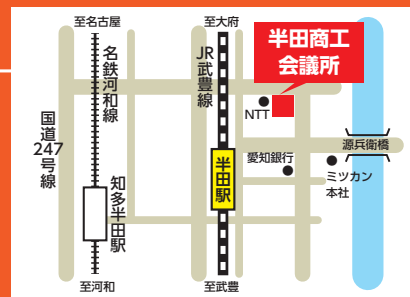 至名古屋
至大府
半田商工
会議所
名鉄河和線
JR武豊線
NTT
国道247号線
源兵衛橋
愛知銀行
半田駅
ミツカン
本社
知多半田駅
至河和
至武豊